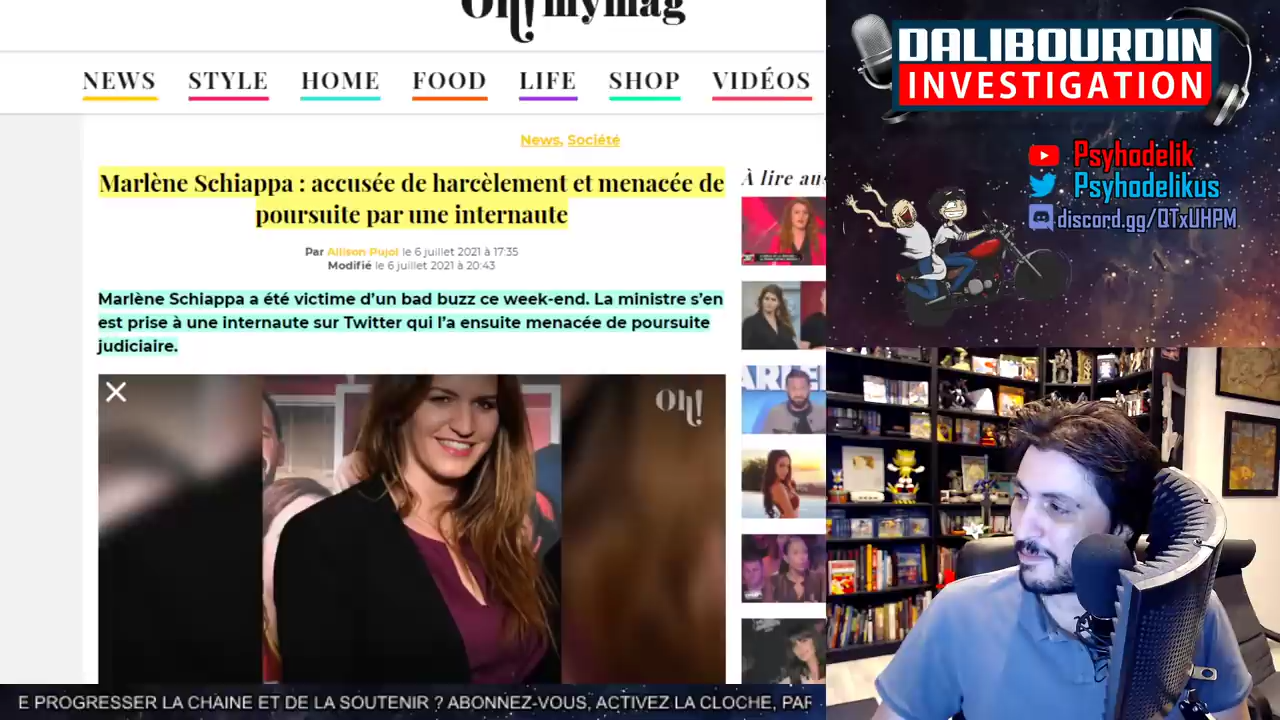 Oh!mymag
NEWS STYLE HOME FOOD LIFE SHOP VIDÉOS
News, Société
Marlène Schiappa : accusée de harcèlement et menacée de
poursuite par une internaute
Par Allison Pujol le 6 juillet 2021 à 17:35
Modifié le 6 juillet 2021 à 20:43
Marlène Schiappa a été victime d’un bad buzz ce week-end. La ministre s’en
est prise à une internaute sur Twitter qui l’a ensuite menacée de poursuite
judiciaire.
Oh!
À lire au
E PROGRESSER LA CHAINE ET DE LA SOUTENIR ? ABONNEZ-VOUS, ACTIVEZ LA CLOCHE, PAR
DALIBOURDIN
INVESTIGATION
Psyhodelik
Psyhodelikus
discord.gg/QTxUHPM